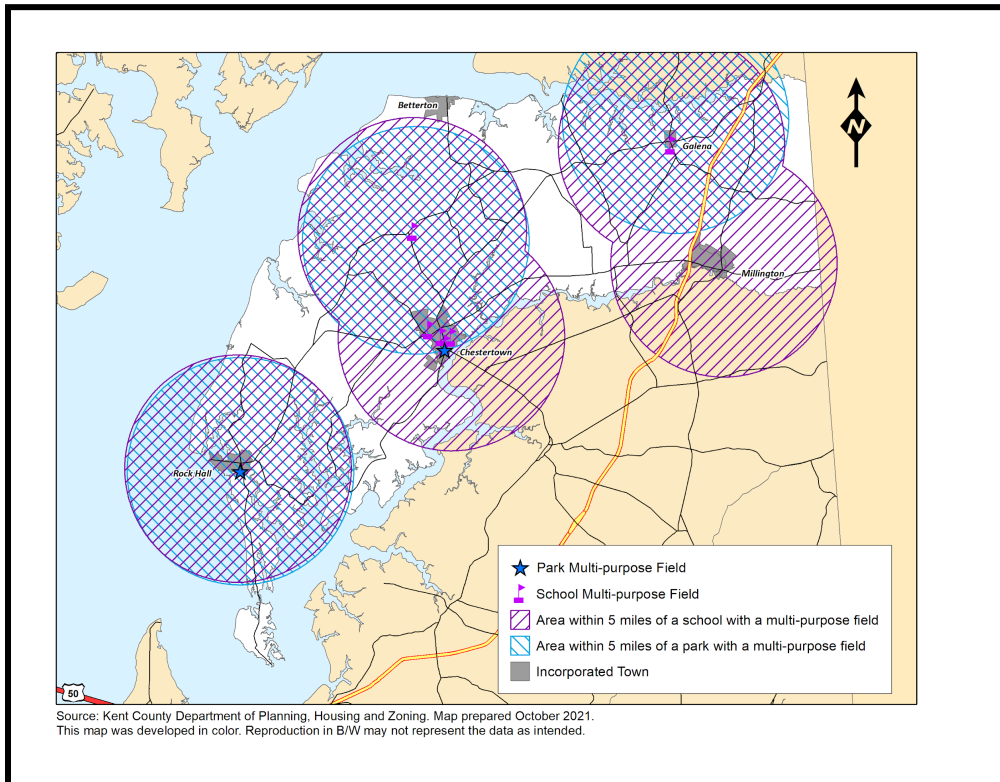 Betterton
N
Galena
Millington
Chestertown
Rock Hall
Park Multi-purpose Field
School Multi-purpose Field
Area within 5 miles of a school with a multi-purpose field
Area within 5 miles of a park with a multi-purpose field
Incorporated Town
50
Source: Kent County Department of Planning, Housing and Zoning. Map prepared October 2021.
This map was developed in color. Reproduction in B/W may not represent the data as intended.